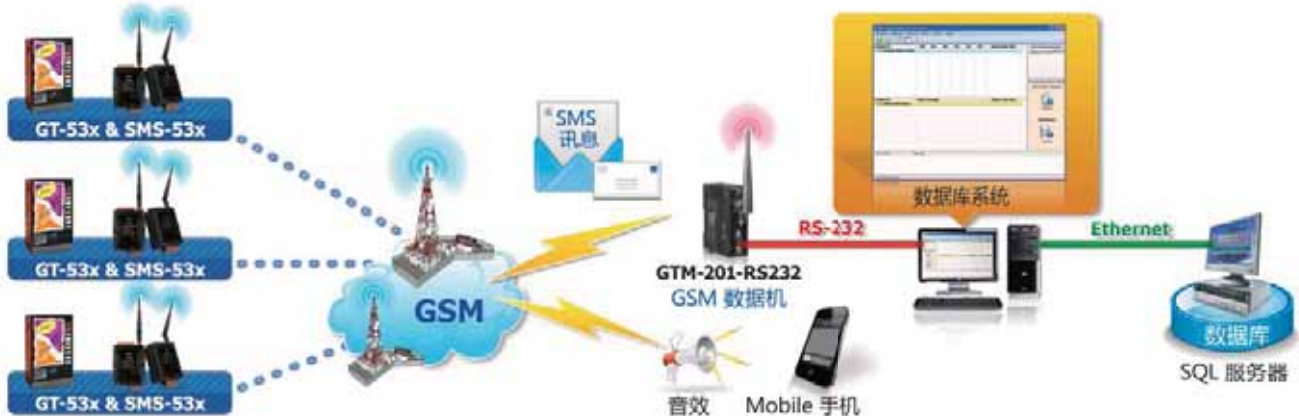 GT-53x & SMS-53x
GT-53x & SMS-53x
GT-53x & SMS-53x
GSM
SMS
讯息
GTM-201-RS232
GSM 数据机
RS-232
数据库系统
Ethernet
数据库
SQL 服务器
音效
Mobile 手机